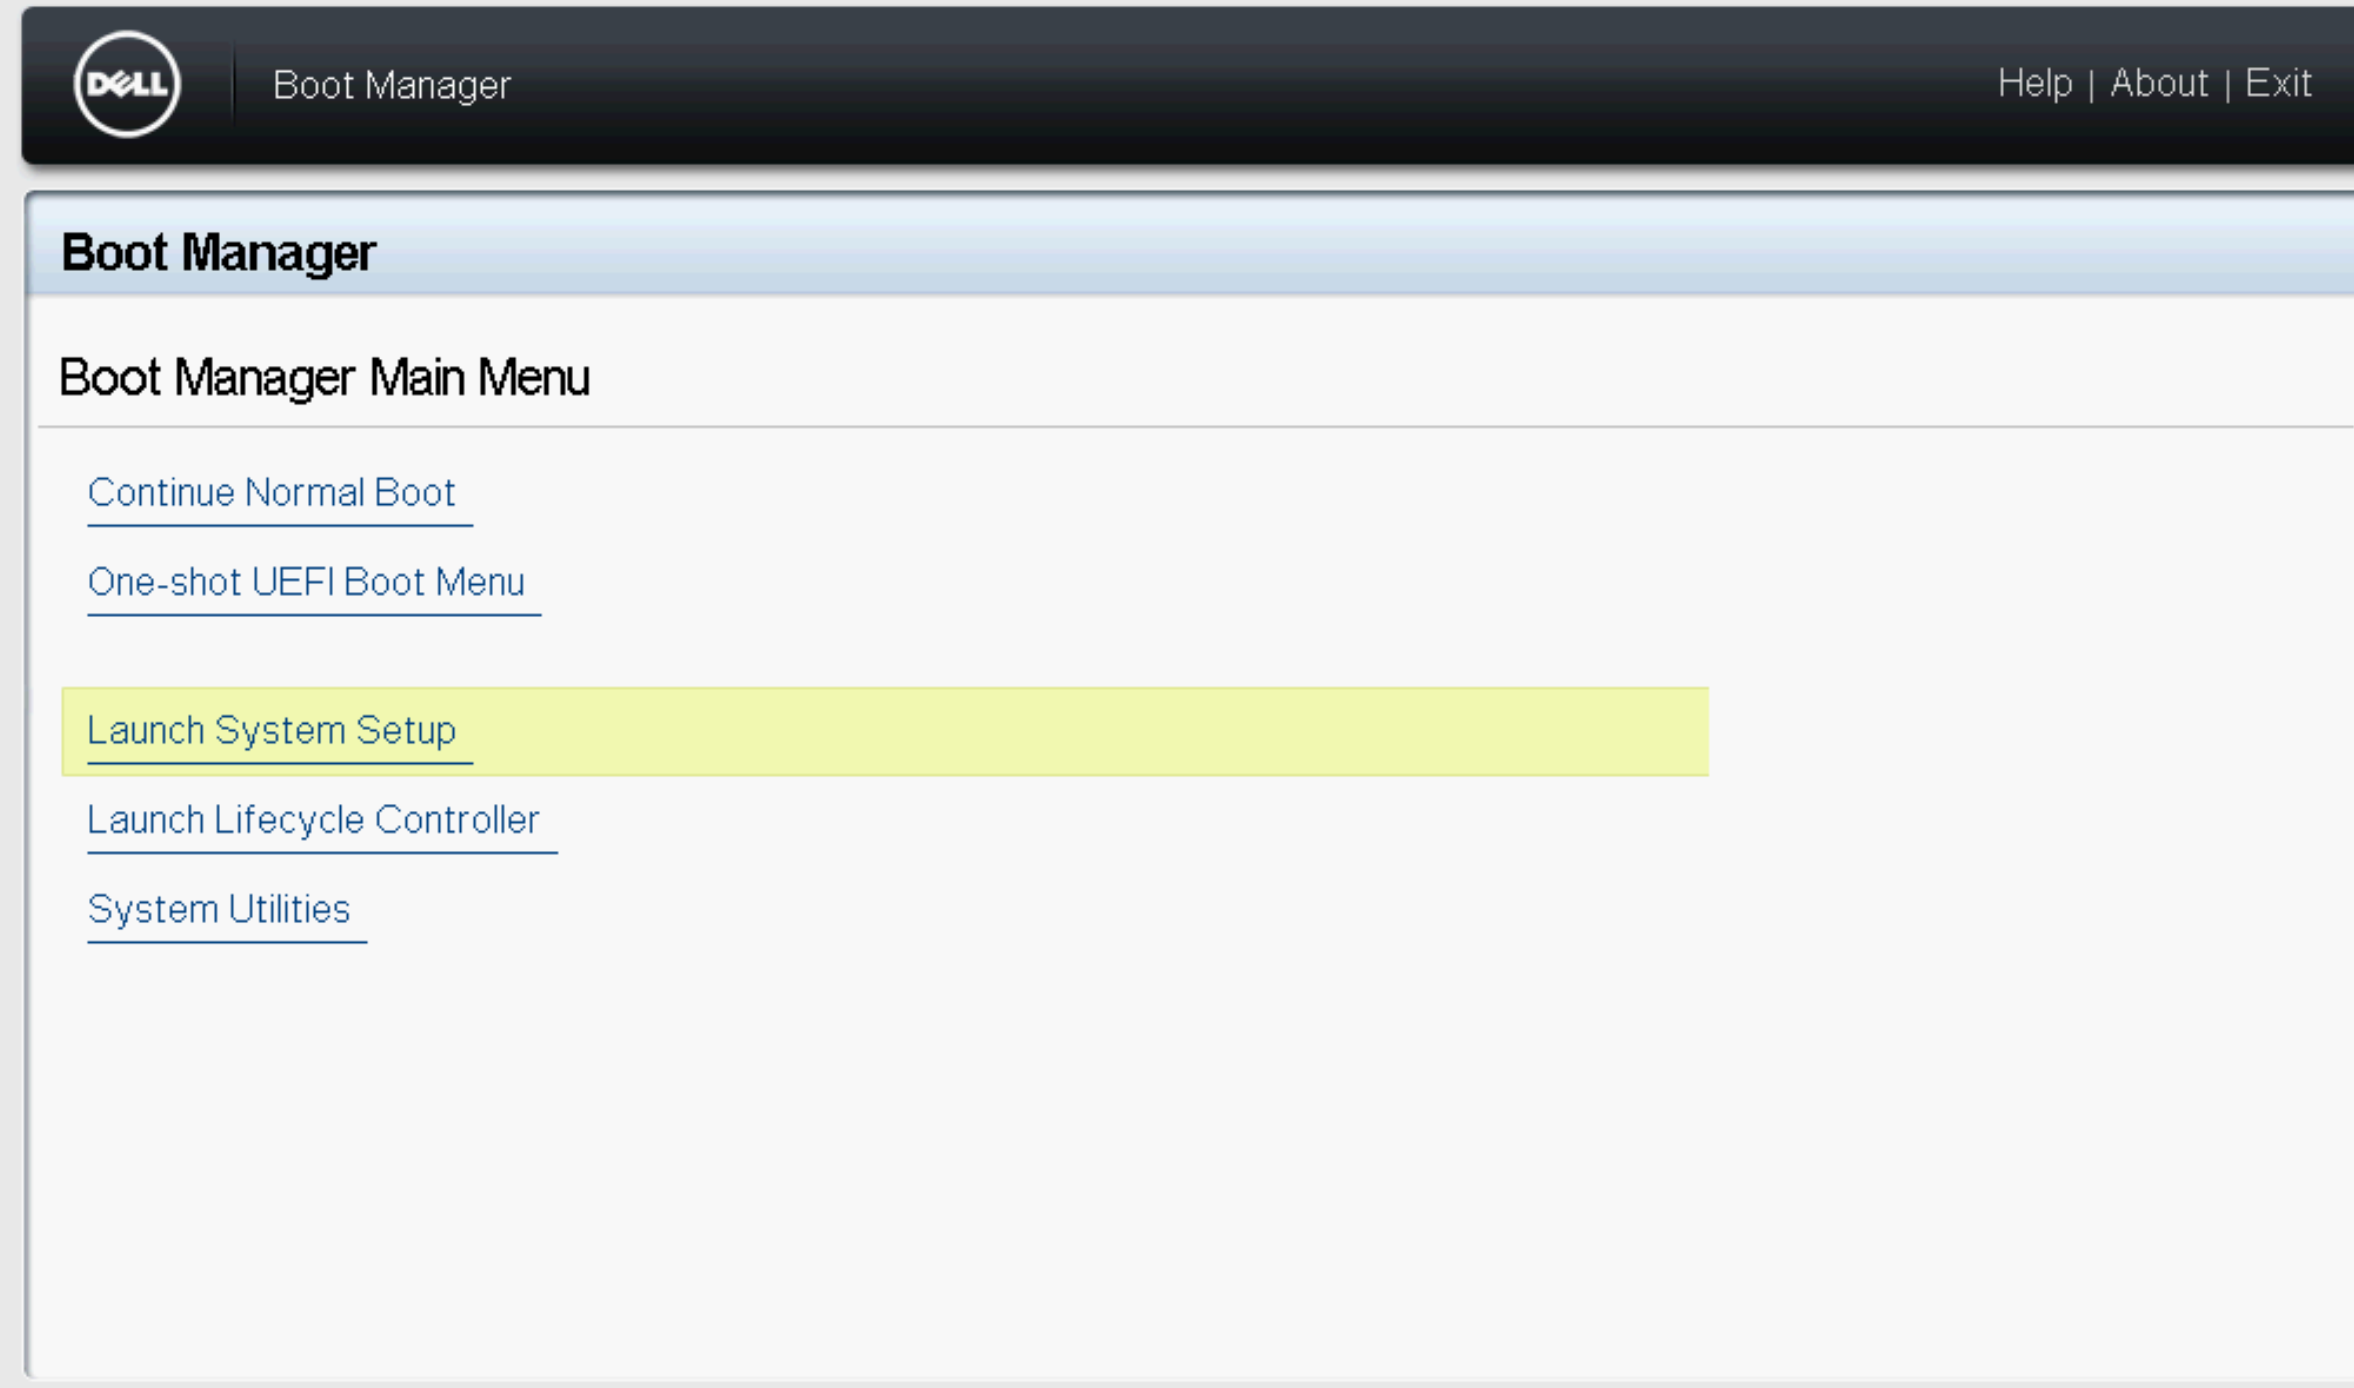 DELL Boot Manager Help | About | Exit
Boot Manager
Boot Manager Main Menu
Continue Normal Boot
One-shot UEFI Boot Menu
Launch System Setup
Launch Lifecycle Controller
System Utilities